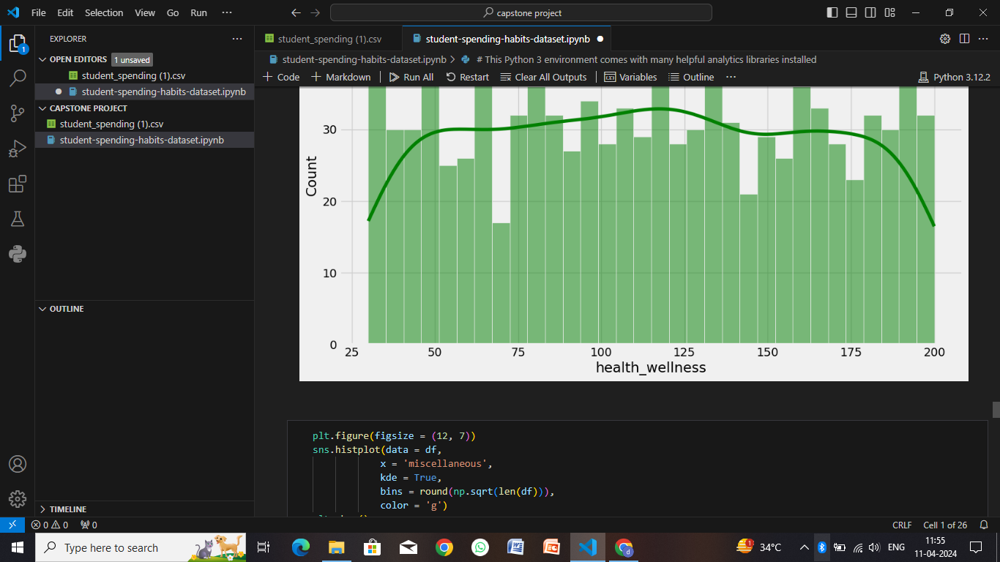 File Edit Selection View Go Run ··· capstone project
EXPLORER ···
OPEN EDITORS 1 unsaved
student_spending (1).csv
student-spending-habits-dataset.ipynb
CAPSTONE PROJECT
student_spending (1).csv
student-spending-habits-dataset.ipynb
OUTLINE
TIMELINE
1
student_spending (1).csv student-spending-habits-dataset.ipynb
student-spending-habits-dataset.ipynb > # This Python 3 environment comes with many helpful analytics libraries installed
+ Code + Markdown Run All Restart Clear All Outputs Variables Outline ··· Python 3.12.2
30
20
10
0
Count
25 50 75 100 125 150 175 200
health_wellness
plt.figure(figsize = (12, 7))
sns.histplot(data = df,
x = 'miscellaneous',
kde = True,
bins = round(np.sqrt(len(df))),
color = 'g')
0 0 0 CRLF Cell 1 of 26
Type here to search 34°C ENG 11:55
11-04-2024